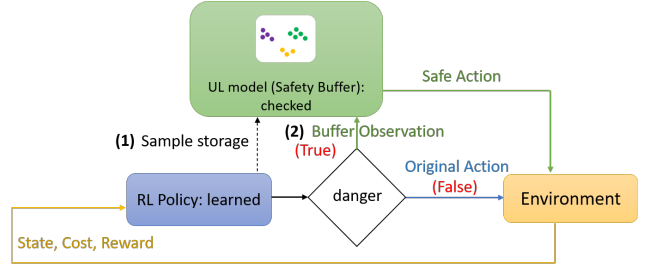 UL model (Safety Buffer):
checked
Safe Action
(1) Sample storage
(2) Buffer Observation
(True)
Original Action
(False)
RL Policy: learned
danger
Environment
State, Cost, Reward